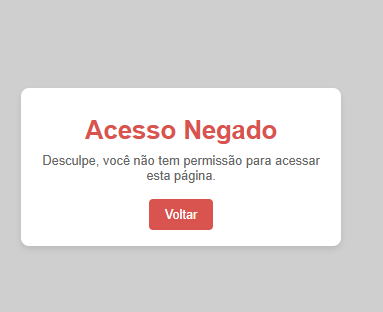 Acesso Negado
Desculpe, você não tem permissão para acessar
esta página.
Voltar